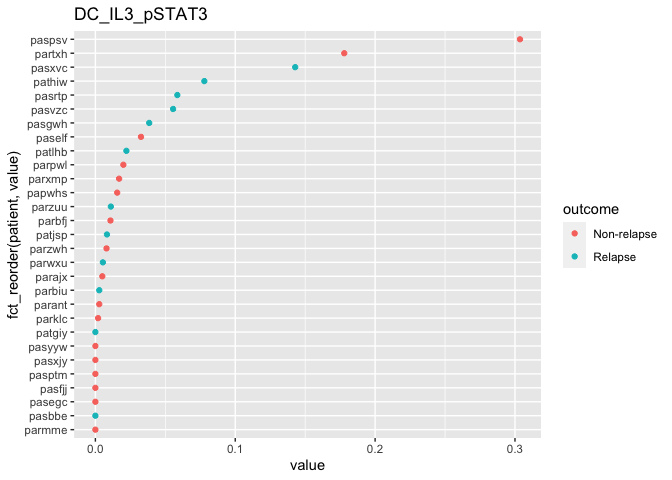 DC_IL3_pSTAT3
fct_reorder(patient, value)
paspsv
partxh
pasxvc
pathiw
pasrtp
pasvzc
pasgwh
paself
patlhb
parpwl
parxmp
papwhs
parzuu
parbfj
patjsp
parzwh
parwxu
parajx
parbiu
parant
parklc
patgiy
pasyyw
pasxjy
pasptm
pasfjj
pasegc
pasbbe
parmme
0.0 0.1 0.2 0.3
value
outcome
Non-relapse
Relapse